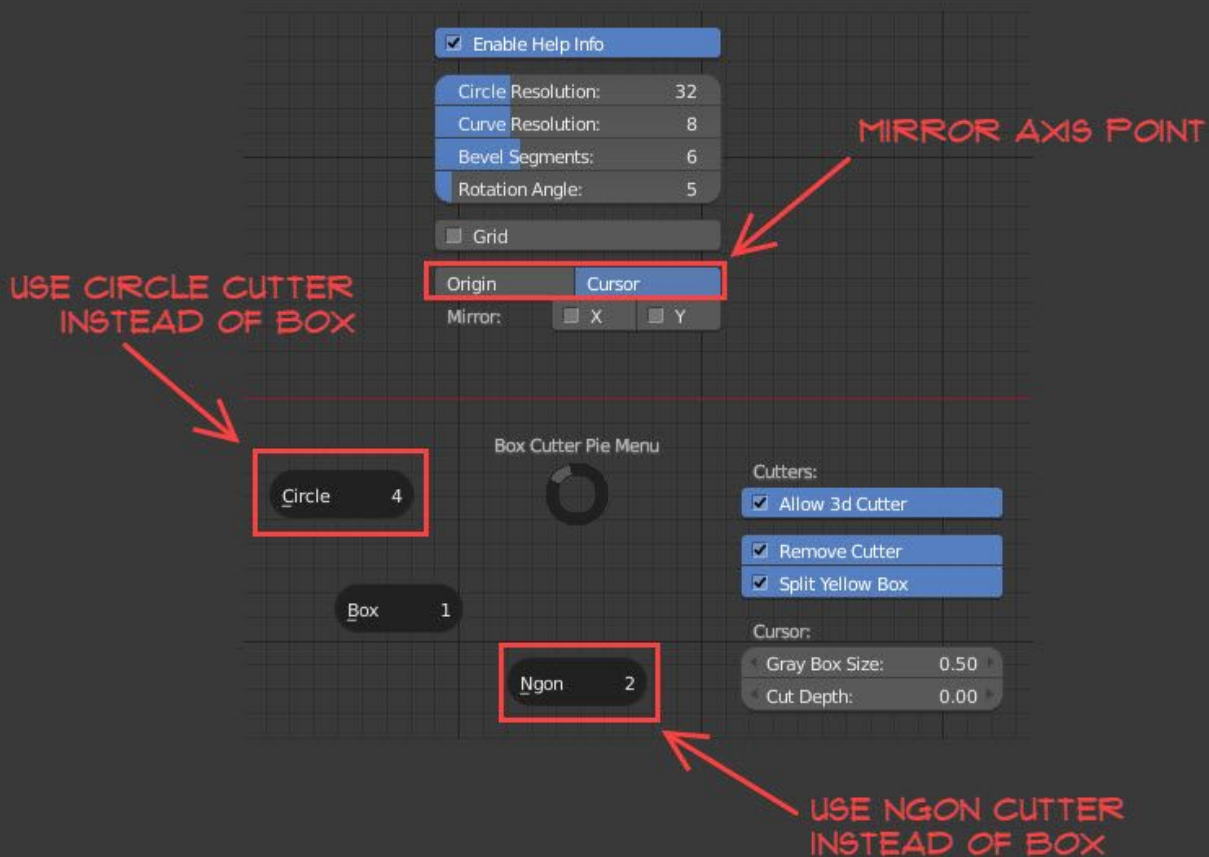 Enable Help Info
Circle Resolution: 32
Curve Resolution: 8
Bevel Segments: 6
Rotation Angle: 5
MIRROR AXIS POINT
Grid
Origin Cursor
Mirror: X Y
USE CIRCLE CUTTER
INSTEAD OF BOX
Box Cutter Pie Menu
Circle 4
Box 1
Ngon 2
Cutters:
Allow 3d Cutter
Remove Cutter
Split Yellow Box
Cursor:
Gray Box Size: 0.50
Cut Depth: 0.00
USE NGON CUTTER
INSTEAD OF BOX